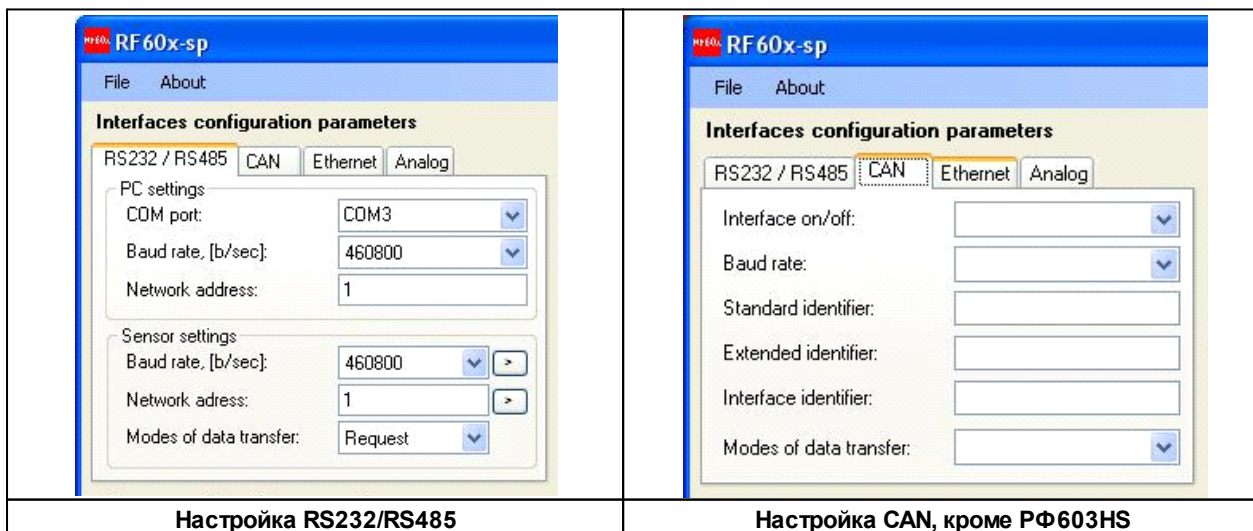 RF60x RF60x-sp
File About
Interfaces configuration parameters
RS232 / RS485 CAN Ethernet Analog
PC settings
COM port: COM3
Baud rate, [b/sec]: 460800
Network address: 1
Sensor settings
Baud rate, [b/sec]: 460800 >
Network adress: 1 >
Modes of data transfer: Request
Настройка RS232/RS485
RF60x RF60x-sp
File About
Interfaces configuration parameters
RS232 / RS485 CAN Ethernet Analog
Interface on/off:
Baud rate:
Standard identifier:
Extended identifier:
Interface identifier:
Modes of data transfer:
Настройка CAN, кроме РФ603HS